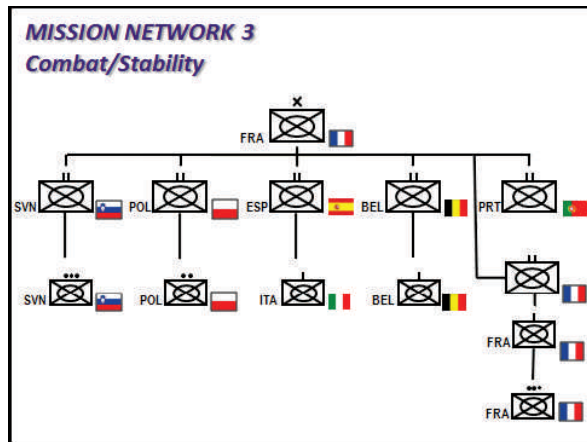 MISSION NETWORK 3
Combat/Stability
FRA
SVN POL ESP BEL PRT
SVN POL ITA BEL
FRA
FRA